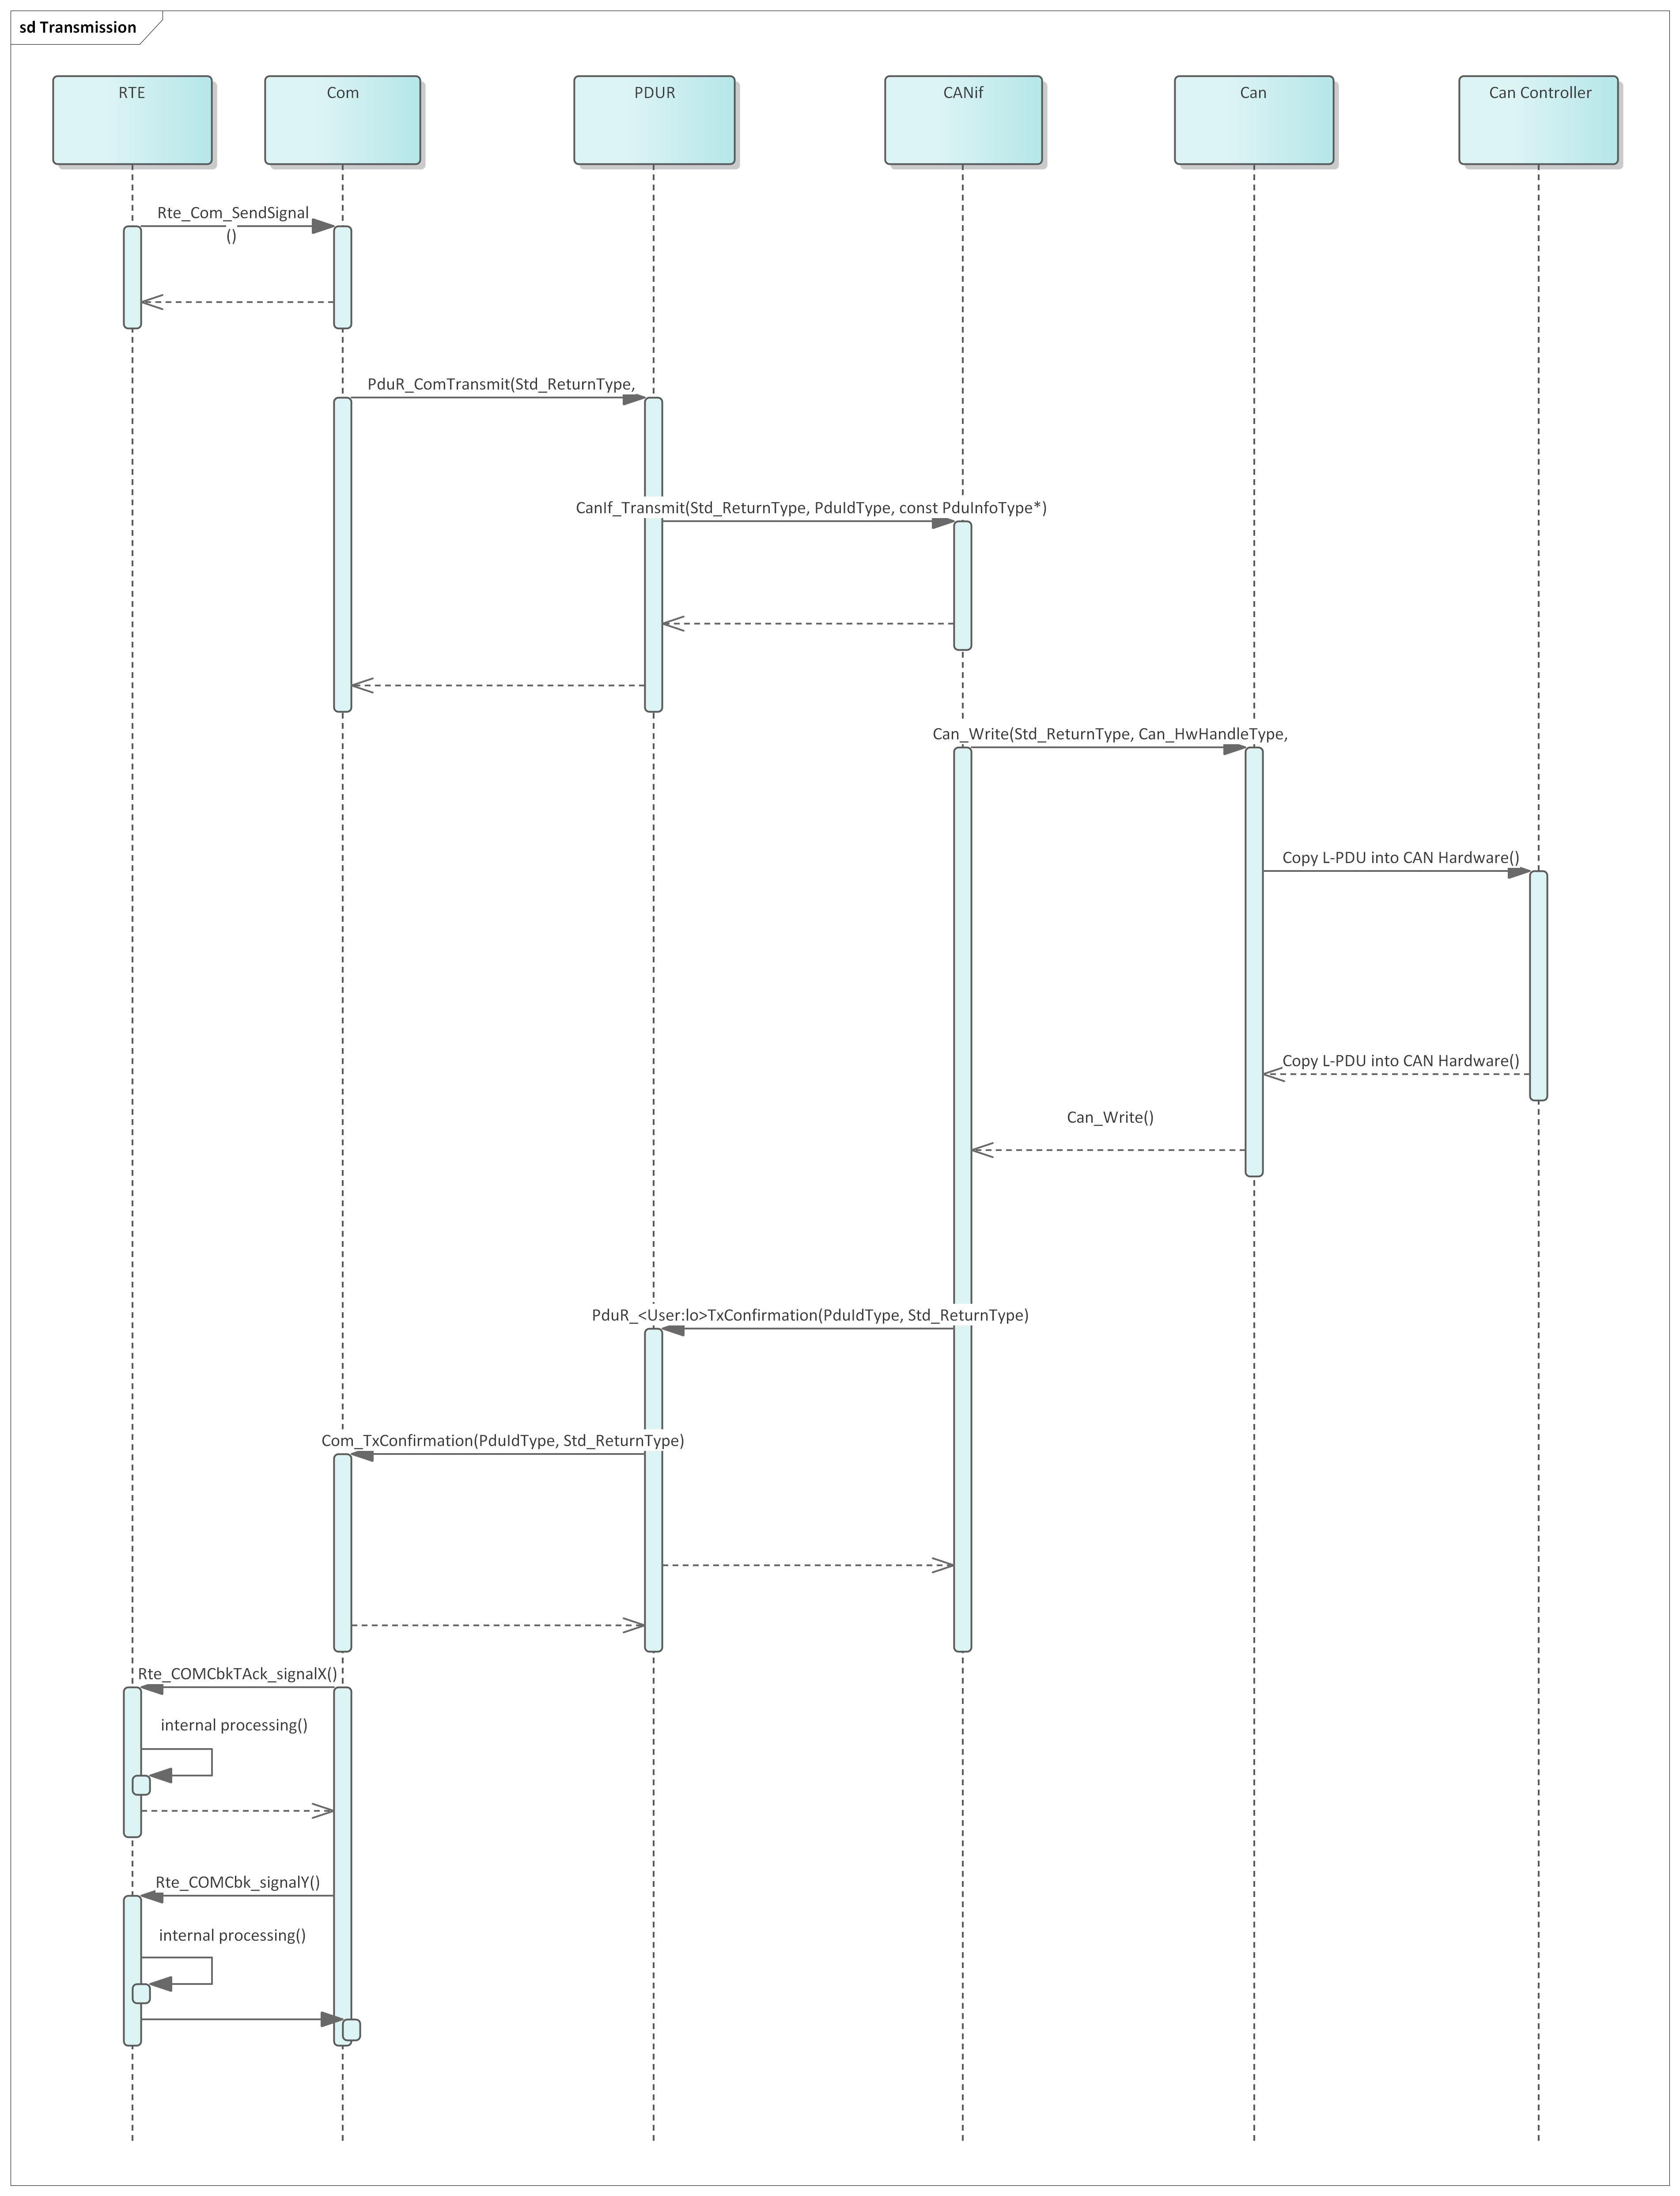 sd Transmission
RTE
Com
PDUR
CANif
Can
Can Controller
Rte_Com_SendSignal
()
PduR_ComTransmit(Std_ReturnType,
CanIf_Transmit(Std_ReturnType, PduIdType, const PduInfoType*)
Can_Write(Std_ReturnType, Can_HwHandleType,
Copy L-PDU into CAN Hardware()
Copy L-PDU into CAN Hardware()
Can_Write()
PduR_<User:lo>TxConfirmation(PduIdType, Std_ReturnType)
Com_TxConfirmation(PduIdType, Std_ReturnType)
Rte_COMCbkTAck_signalX()
internal processing()
Rte_COMCbk_signalY()
internal processing()